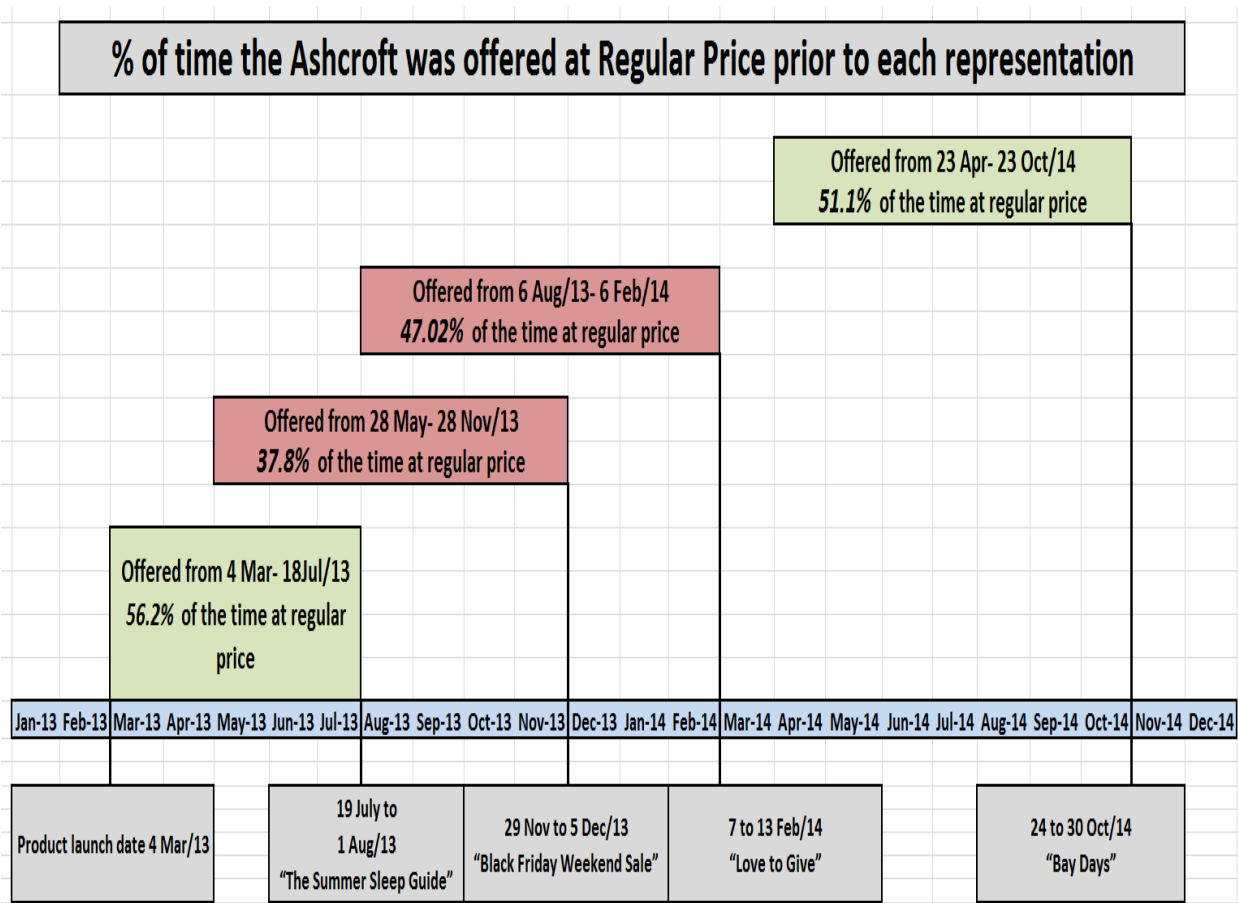 % of time the Ashcroft was offered at Regular Price prior to each representation
Offered from 23 Apr- 23 Oct/14
51.1% of the time at regular price
Offered from 6 Aug/13- 6 Feb/14
47.02% of the time at regular price
Offered from 28 May- 28 Nov/13
37.8% of the time at regular price
Offered from 4 Mar- 18Jul/13
56.2% of the time at regular
price
Jan-13 Feb-13 Mar-13 Apr-13 May-13 Jun-13 Jul-13 Aug-13 Sep-13 Oct-13 Nov-13 Dec-13 Jan-14 Feb-14 Mar-14 Apr-14 May-14 Jun-14 Jul-14 Aug-14 Sep-14 Oct-14 Nov-14 Dec-14
Product launch date 4 Mar/13
19 July to
1 Aug/13
“The Summer Sleep Guide”
29 Nov to 5 Dec/13
“Black Friday Weekend Sale”
7 to 13 Feb/14
“Love to Give”
24 to 30 Oct/14
“Bay Days”